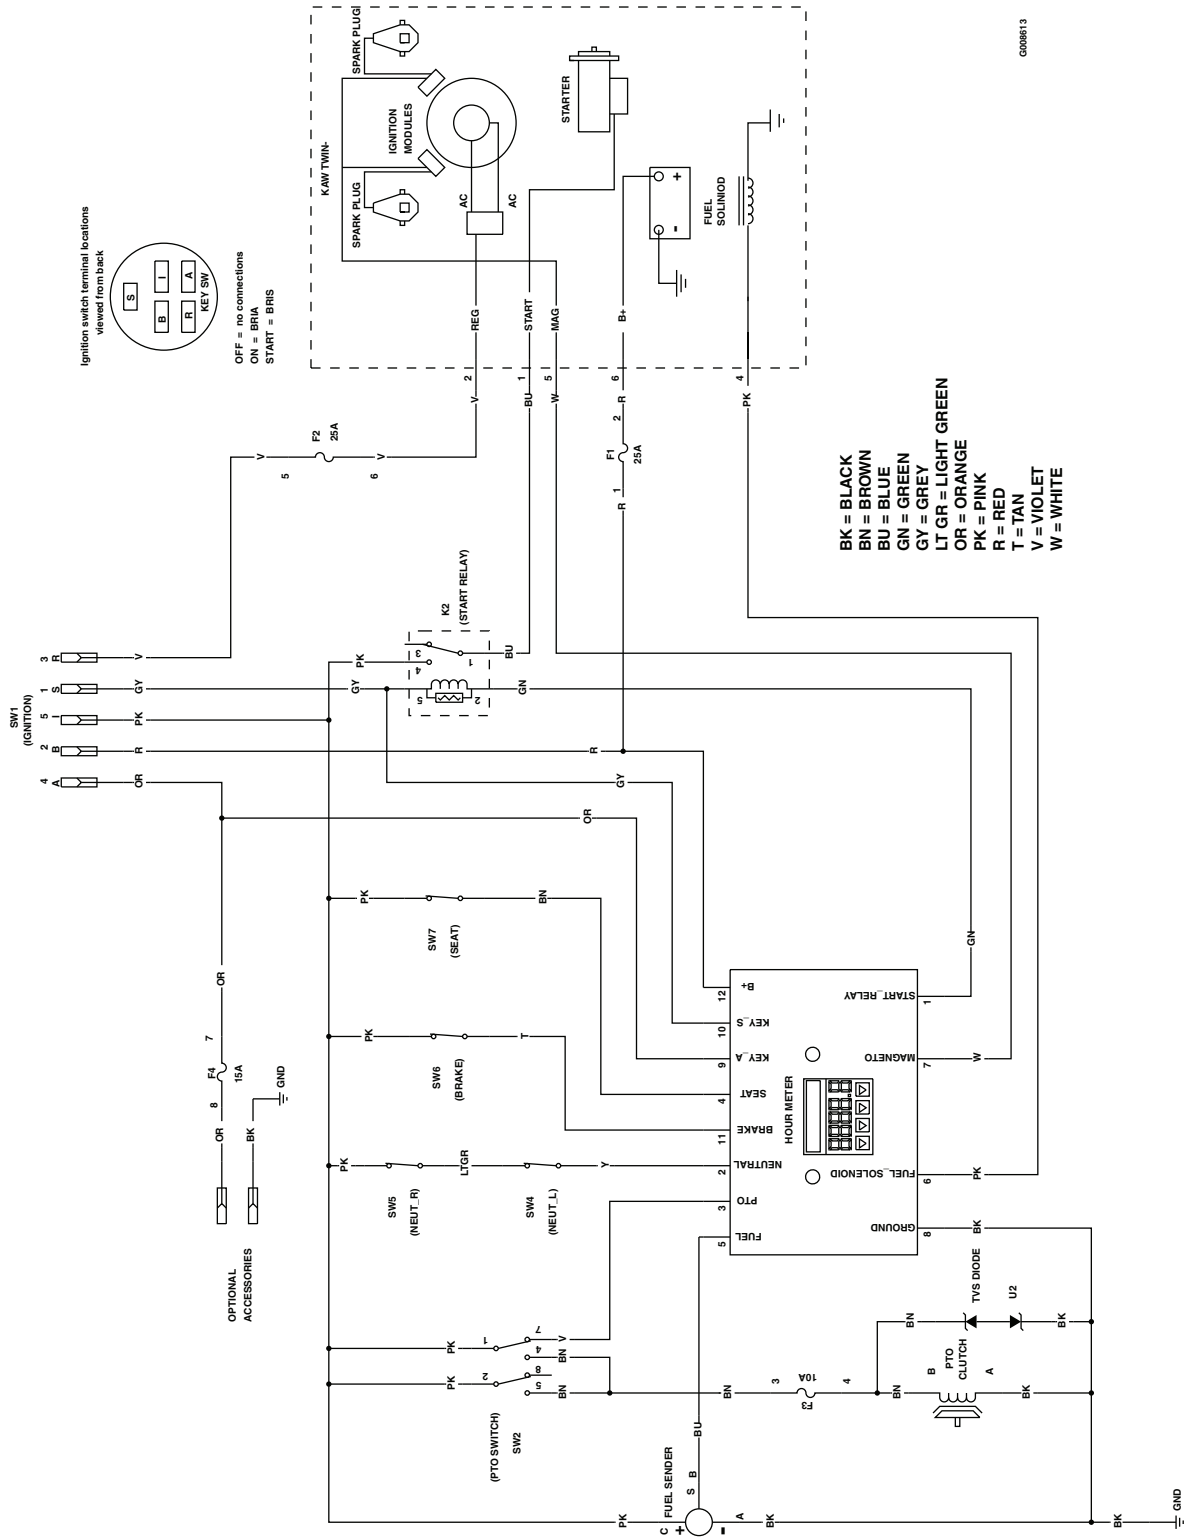 G008613
Ignition switch terminal locations
viewed from back
S
B
I
R
A
KEY SW
OFF = no connections
ON = BRIA
START = BRIS
KAW TWIN-
SPARK PLUG
SPARK PLUG
IGNITION
MODULES
AC
AC
STARTER
+
-
FUEL
SOLINIOD
REG
START
MAG
B+
2
1
5
6
4
V
BU
W
R
PK
V
5
F2
25A
6
V
2
F1
25A
1
R
SW1
(IGNITION)
3
R
V
1
S
GY
5
I
PK
2
B
R
4
A
OR
K2
(START RELAY)
PK
3
4
1
BU
GY
5
2
GN
R
GY
OR
BK = BLACK
BN = BROWN
BU = BLUE
GN = GREEN
GY = GREY
LT GR = LIGHT GREEN
OR = ORANGE
PK = PINK
R = RED
T = TAN
V = VIOLET
W = WHITE
OR
7
F4
15A
8
OR
BK
GND
OPTIONAL
ACCESSORIES
PK
SW7
(SEAT)
BN
PK
SW6
(BRAKE)
T
PK
SW5
(NEUT_R)
LTGR
SW4
(NEUT_L)
Y
12
B+
10
KEY_S
9
KEY_A
4
SEAT
11
BRAKE
2
NEUTRAL
3
PTO
5
FUEL
HOUR METER
START_RELAY
1
GN
MAGNETO
7
W
FUEL_SOLENOID
6
PK
GROUND
8
BK
PK
1
7
V
4
BN
PK
2
8
5
BN
(PTO SWITCH)
SW2
BN
3
F3
10A
4
BN
BN
TVS DIODE
U2
BK
B
PTO
CLUTCH
A
BK
BU
FUEL SENDER
S
B
PK
C
+
-
A
BK
BK
GND